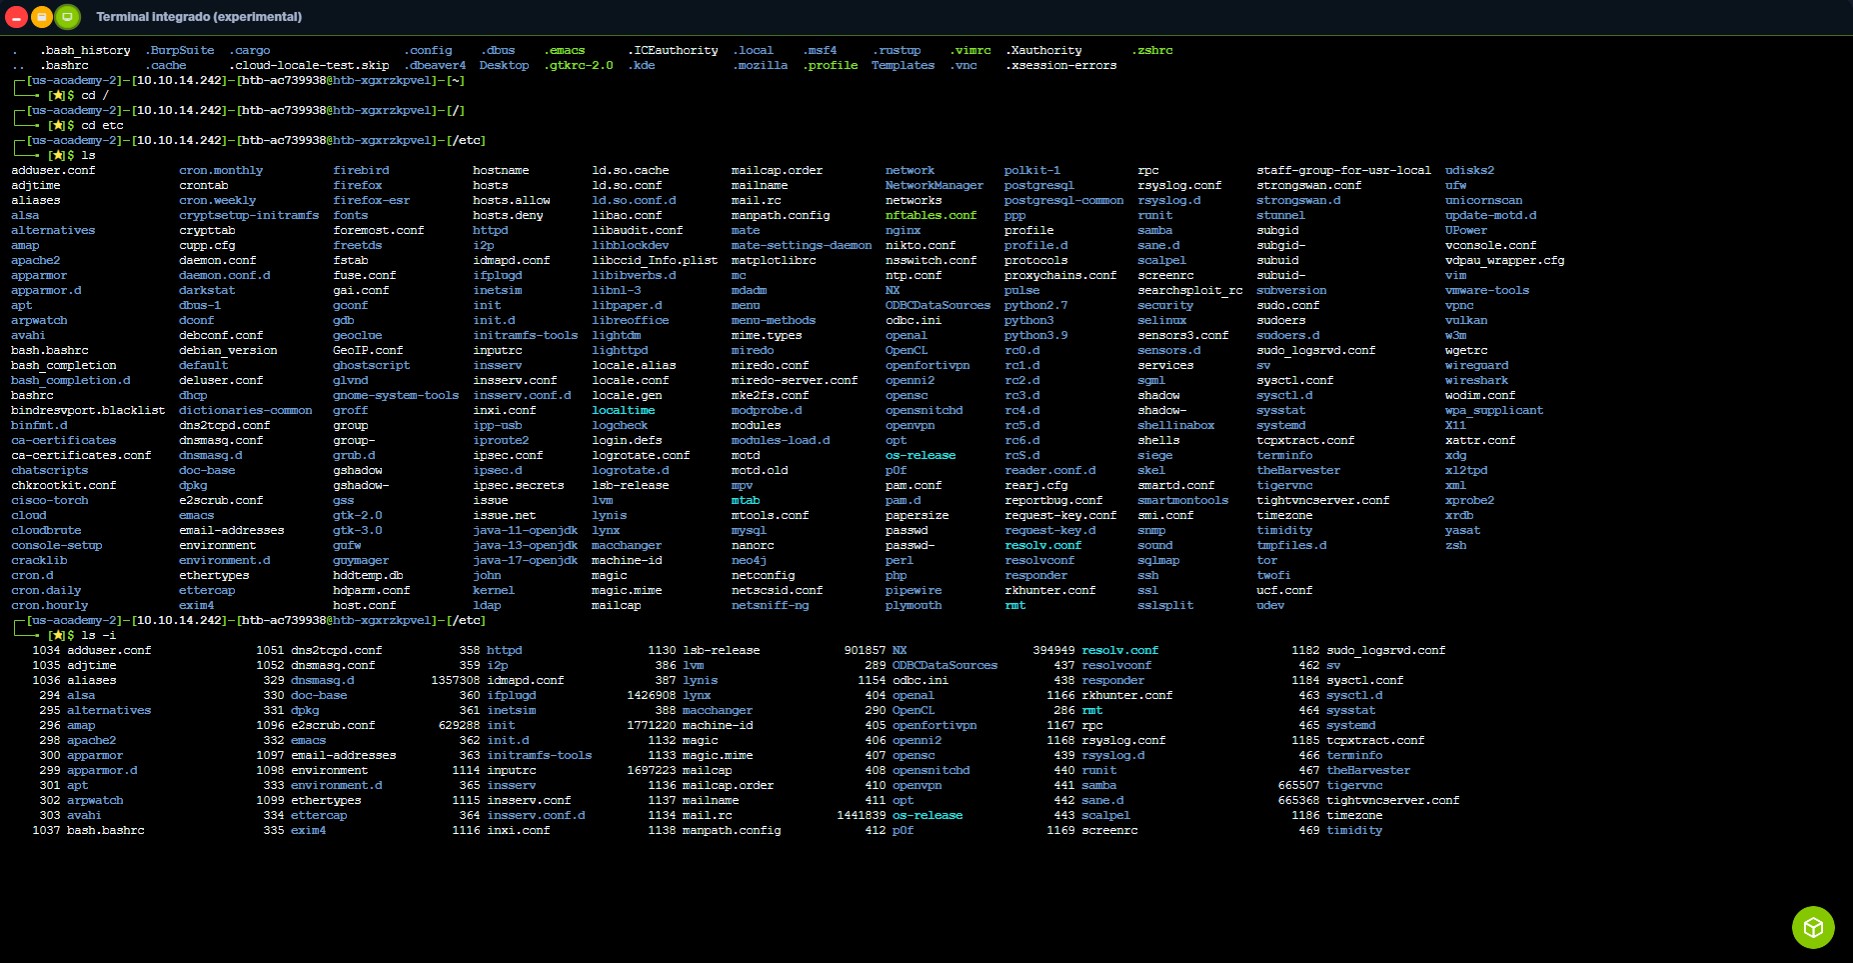 Terminal integrado (experimental)
. .bash_history .BurpSuite .cargo .config .dbus .emacs .ICEauthority .local .msf4 .rustup .vimrc .Xauthority .zshrc
.. .bashrc .cache .cloud-locale-test.skip .dbeaver4 Desktop .gtkrc-2.0 .kde .mozilla .profile Templates .vnc .xsession-errors
[us-academy-2]-[10.10.14.242]-[htb-ac739938@htb-xgxrzkpvel]-[~]
[★]$ cd /
[us-academy-2]-[10.10.14.242]-[htb-ac739938@htb-xgxrzkpvel]-[/]
[★]$ cd etc
[us-academy-2]-[10.10.14.242]-[htb-ac739938@htb-xgxrzkpvel]-[/etc]
[★]$ ls
adduser.conf cron.monthly firebird hostname ld.so.cache mailcap.order network polkit-1 rpc staff-group-for-usr-local udisks2
adjtime crontab firefox hosts ld.so.conf mailname NetworkManager postgresql rsyslog.conf strongswan.conf ufw
aliases cron.weekly firefox-esr hosts.allow ld.so.conf.d mail.rc networks postgresql-common rsyslog.d strongswan.d unicornscan
alsa cryptsetup-initramfs fonts hosts.deny libao.conf manpath.config nftables.conf ppp runit stunnel update-motd.d
alternatives crypttab foremost.conf httpd libaudit.conf mate nginx profile samba subgid UPower
amap cupp.cfg freetds i2p libblockdev mate-settings-daemon nikto.conf profile.d sane.d subgid- vconsole.conf
apache2 daemon.conf fstab idmapd.conf libccid_Info.plist matplotlibrc nsswitch.conf protocols scalpel subuid vdpau_wrapper.cfg
apparmor daemon.conf.d fuse.conf ifplugd libibverbs.d mc ntp.conf proxychains.conf screenrc subuid- vim
apparmor.d darkstat gai.conf inetsim libnl-3 mdadm NX pulse searchsploit_rc subversion vmware-tools
apt dbus-1 gconf init libpaper.d menu ODBCDataSources python2.7 security sudo.conf vpnc
arpwatch dconf gdb init.d libreoffice menu-methods odbc.ini python3 selinux sudoers vulkan
avahi debconf.conf geoclue initramfs-tools lightdm mime.types openal python3.9 sensors3.conf sudoers.d w3m
bash.bashrc debian_version GeoIP.conf inputrc lighttpd miredo OpenCL rc0.d sensors.d sudo_logsrvd.conf wgetrc
bash_completion default ghostscript insserv locale.alias miredo.conf openfortivpn rc1.d services sv wireguard
bash_completion.d deluser.conf glvnd insserv.conf locale.conf miredo-server.conf openni2 rc2.d sgml sysctl.conf wireshark
bashrc dhcp gnome-system-tools insserv.conf.d locale.gen mke2fs.conf opensc rc3.d shadow sysctl.d wodim.conf
bindresvport.blacklist dictionaries-common groff inxi.conf localtime modprobe.d opensnitchd rc4.d shadow- sysstat wpa_supplicant
binfmt.d dns2tcpd.conf group ipp-usb logcheck modules openvpn rc5.d shellinabox systemd X11
ca-certificates dnsmasq.conf group- iproute2 login.defs modules-load.d opt rc6.d shells tcpxtract.conf xattr.conf
ca-certificates.conf dnsmasq.d grub.d ipsec.conf logrotate.conf motd os-release rcS.d siege terminfo xdg
chatscripts doc-base gshadow ipsec.d logrotate.d motd.old p0f reader.conf.d skel theHarvester xl2tpd
chkrootkit.conf dpkg gshadow- ipsec.secrets lsb-release mpv pam.conf rearj.cfg smartd.conf tigervnc xml
cisco-torch e2scrub.conf gss issue lvm mtab pam.d reportbug.conf smartmontools tightvncserver.conf xprobe2
cloud emacs gtk-2.0 issue.net lynis mtools.conf papersize request-key.conf smi.conf timezone xrdb
cloudbrute email-addresses gtk-3.0 java-11-openjdk lynx mysql passwd request-key.d snmp timidity yasat
console-setup environment gufw java-13-openjdk macchanger nanorc passwd- resolv.conf sound tmpfiles.d zsh
cracklib environment.d guymager java-17-openjdk machine-id neo4j perl resolvconf sqlmap tor
cron.d ethertypes hddtemp.db john magic netconfig php responder ssh twofi
cron.daily ettercap hdparm.conf kernel magic.mime netscsid.conf pipewire rkhunter.conf ssl ucf.conf
cron.hourly exim4 host.conf ldap mailcap netsniff-ng plymouth rmt sslsplit udev
[us-academy-2]-[10.10.14.242]-[htb-ac739938@htb-xgxrzkpvel]-[/etc]
[★]$ ls -i
1034 adduser.conf 1051 dns2tcpd.conf 358 httpd 1130 lsb-release 901857 NX 394949 resolv.conf 1182 sudo_logsrvd.conf
1035 adjtime 1052 dnsmasq.conf 359 i2p 386 lvm 289 ODBCDataSources 437 resolvconf 462 sv
1036 aliases 329 dnsmasq.d 1357308 idmapd.conf 387 lynis 1154 odbc.ini 438 responder 1184 sysctl.conf
294 alsa 330 doc-base 360 ifplugd 1426908 lynx 404 openal 1166 rkhunter.conf 463 sysctl.d
295 alternatives 331 dpkg 361 inetsim 388 macchanger 290 OpenCL 286 rmt 464 sysstat
296 amap 1096 e2scrub.conf 629288 init 1771220 machine-id 405 openfortivpn 1167 rpc 465 systemd
298 apache2 332 emacs 362 init.d 1132 magic 406 openni2 1168 rsyslog.conf 1185 tcpxtract.conf
300 apparmor 1097 email-addresses 363 initramfs-tools 1133 magic.mime 407 opensc 439 rsyslog.d 466 terminfo
299 apparmor.d 1098 environment 1114 inputrc 1697223 mailcap 408 opensnitchd 440 runit 467 theHarvester
301 apt 333 environment.d 365 insserv 1136 mailcap.order 410 openvpn 441 samba 665507 tigervnc
302 arpwatch 1099 ethertypes 1115 insserv.conf 1137 mailname 411 opt 442 sane.d 665368 tightvncserver.conf
303 avahi 334 ettercap 364 insserv.conf.d 1134 mail.rc 1441839 os-release 443 scalpel 1186 timezone
1037 bash.bashrc 335 exim4 1116 inxi.conf 1138 manpath.config 412 p0f 1169 screenrc 469 timidity